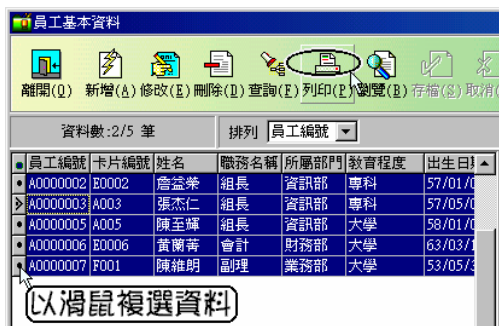 員工基本資料
離開(Q) 新增(A) 修改(E) 刪除(D) 查詢(F) 列印(P) 瀏覽(B) 存檔(S) 取消(
資料數:2/5 筆 排列 員工編號
員工編號 卡片編號 姓名 職務名稱 所屬部門 教育程度 出生日
A0000002 E0002 詹益榮 組長 資訊部 專科 57/01/0
A0000003 A003 張杰仁 組長 資訊部 專科 57/05/0
A0000005 A005 陳至輝 組長 資訊部 大學 58/01/0
A0000006 E0006 黃蘭菁 會計 財務部 大學 63/03/1
A0000007 F001 陳維明 副理 業務部 大學 53/05/3
以滑鼠複選資料